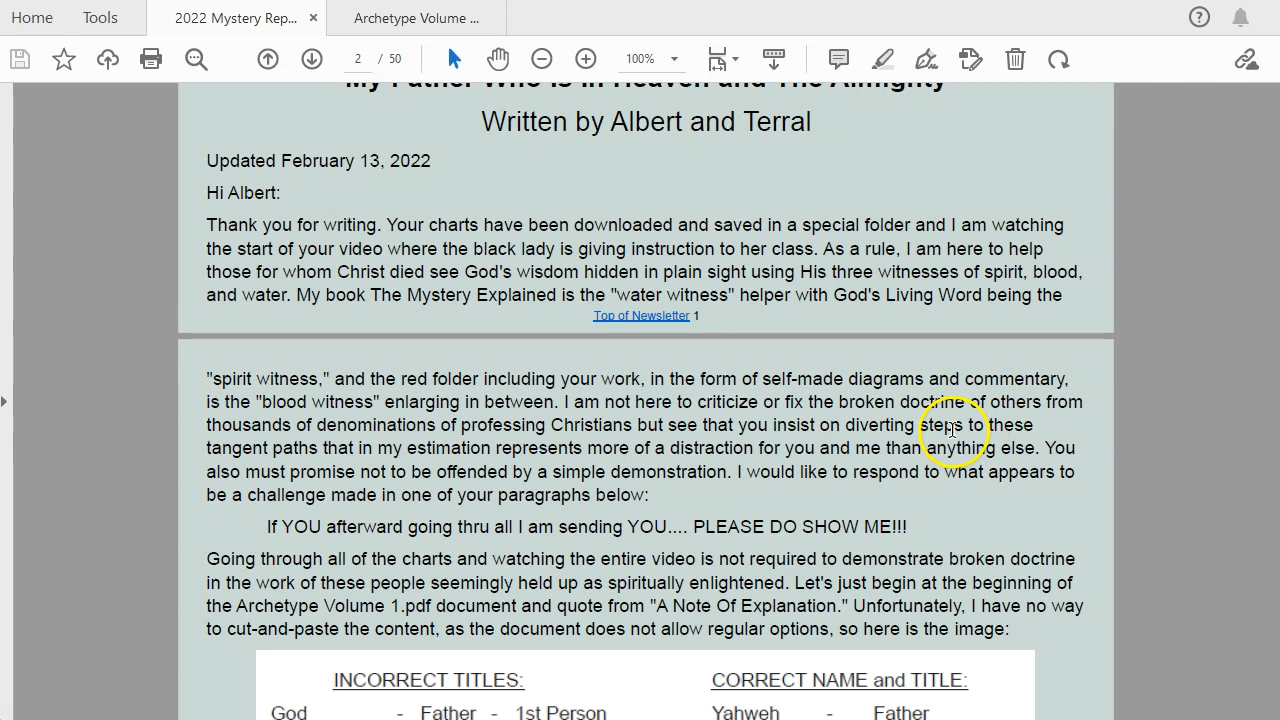 Home Tools 2022 Mystery Rep... × Archetype Volume ...
2 / 50 100%
My Father Who is in Heaven and The Almighty
Written by Albert and Terral
Updated February 13, 2022
Hi Albert:
Thank you for writing. Your charts have been downloaded and saved in a special folder and I am watching
the start of your video where the black lady is giving instruction to her class. As a rule, I am here to help
those for whom Christ died see God's wisdom hidden in plain sight using His three witnesses of spirit, blood,
and water. My book The Mystery Explained is the "water witness" helper with God's Living Word being the
Top of Newsletter 1
"spirit witness," and the red folder including your work, in the form of self-made diagrams and commentary,
is the "blood witness" enlarging in between. I am not here to criticize or fix the broken doctrine of others from
thousands of denominations of professing Christians but see that you insist on diverting steps to these
tangent paths that in my estimation represents more of a distraction for you and me than anything else. You
also must promise not to be offended by a simple demonstration. I would like to respond to what appears to
be a challenge made in one of your paragraphs below:
If YOU afterward going thru all I am sending YOU.... PLEASE DO SHOW ME!!!
Going through all of the charts and watching the entire video is not required to demonstrate broken doctrine
in the work of these people seemingly held up as spiritually enlightened. Let's just begin at the beginning of
the Archetype Volume 1.pdf document and quote from "A Note Of Explanation." Unfortunately, I have no way
to cut-and-paste the content, as the document does not allow regular options, so here is the image:
INCORRECT TITLES: CORRECT NAME and TITLE:
God - Father - 1st Person Yahweh - Father